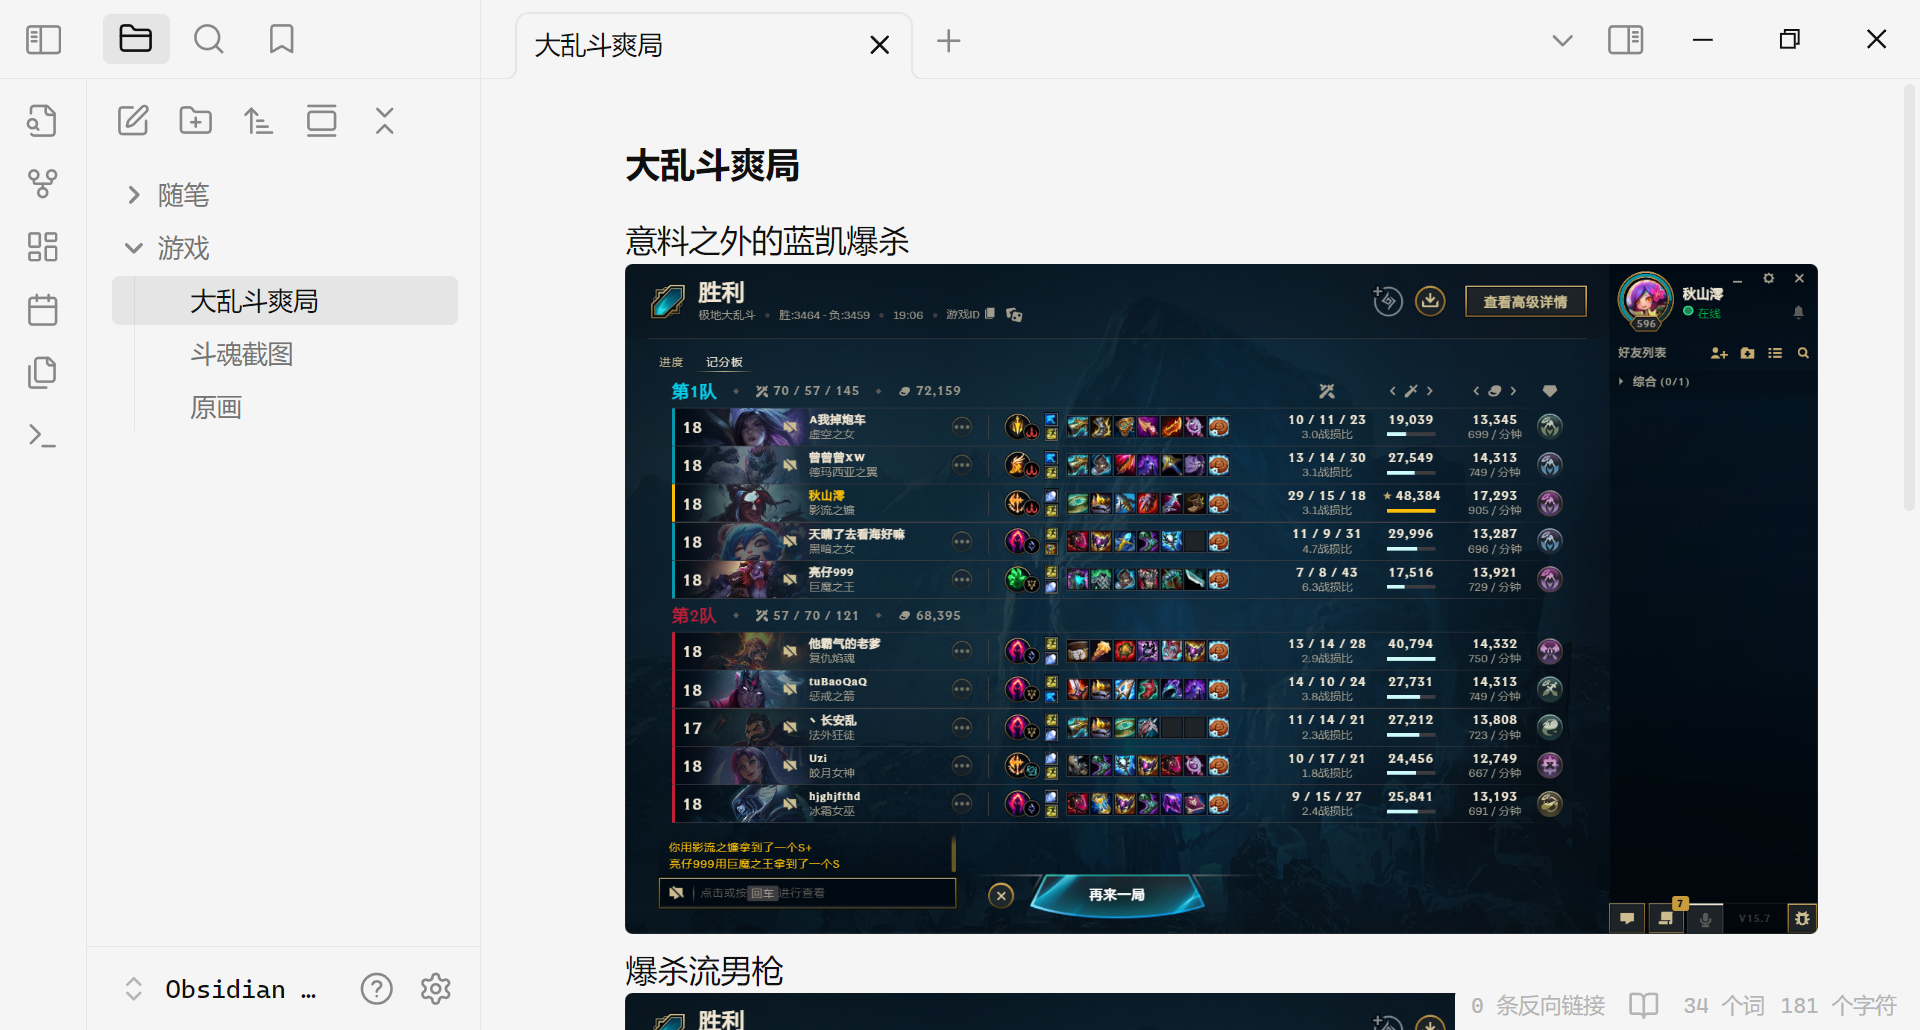 大乱斗爽局
随笔
游戏
大乱斗爽局
斗魂截图
原画
Obsidian ...
大乱斗爽局
意料之外的蓝凯爆杀
胜利
极地大乱斗 • 胜:3464 - 负:3459 • 19:06 • 游戏ID
查看高级详情
596
秋山澪
在线
好友列表
综合 (0/1)
进度 记分板
第1队 70 / 57 / 145 72,159
18 A我掉炮车 10 / 11 / 23 19,039 13,345
虚空之女 3.0战损比 699 / 分钟
18 曾曾曾XW 13 / 14 / 30 27,549 14,313
德玛西亚之翼 3.1战损比 749 / 分钟
18 秋山澪 29 / 15 / 18 48,384 17,293
影流之镰 3.1战损比 905 / 分钟
18 天晴了去看海好嘛 11 / 9 / 31 29,996 13,287
黑暗之女 4.7战损比 696 / 分钟
18 亮仔999 7 / 8 / 43 17,516 13,921
巨魔之王 6.3战损比 729 / 分钟
第2队 57 / 70 / 121 68,395
18 他霸气的老爹 13 / 14 / 28 40,794 14,332
复仇焰魂 2.9战损比 750 / 分钟
18 tuBaoQaQ 14 / 10 / 24 27,731 14,313
惩戒之箭 3.8战损比 749 / 分钟
17 丶长安乱 11 / 14 / 21 27,212 13,808
法外狂徒 2.3战损比 723 / 分钟
18 Uzi 10 / 17 / 21 24,456 12,749
皎月女神 1.8战损比 667 / 分钟
18 hjghjfthd 9 / 15 / 27 25,841 13,193
冰霜女巫 2.4战损比 691 / 分钟
你用影流之镰拿到了一个S+
亮仔999用巨魔之王拿到了一个S
点击或按 回车 进行查看
再来一局
7
V15.7
爆杀流男枪
胜利
0 条反向链接 34 个词 181 个字符